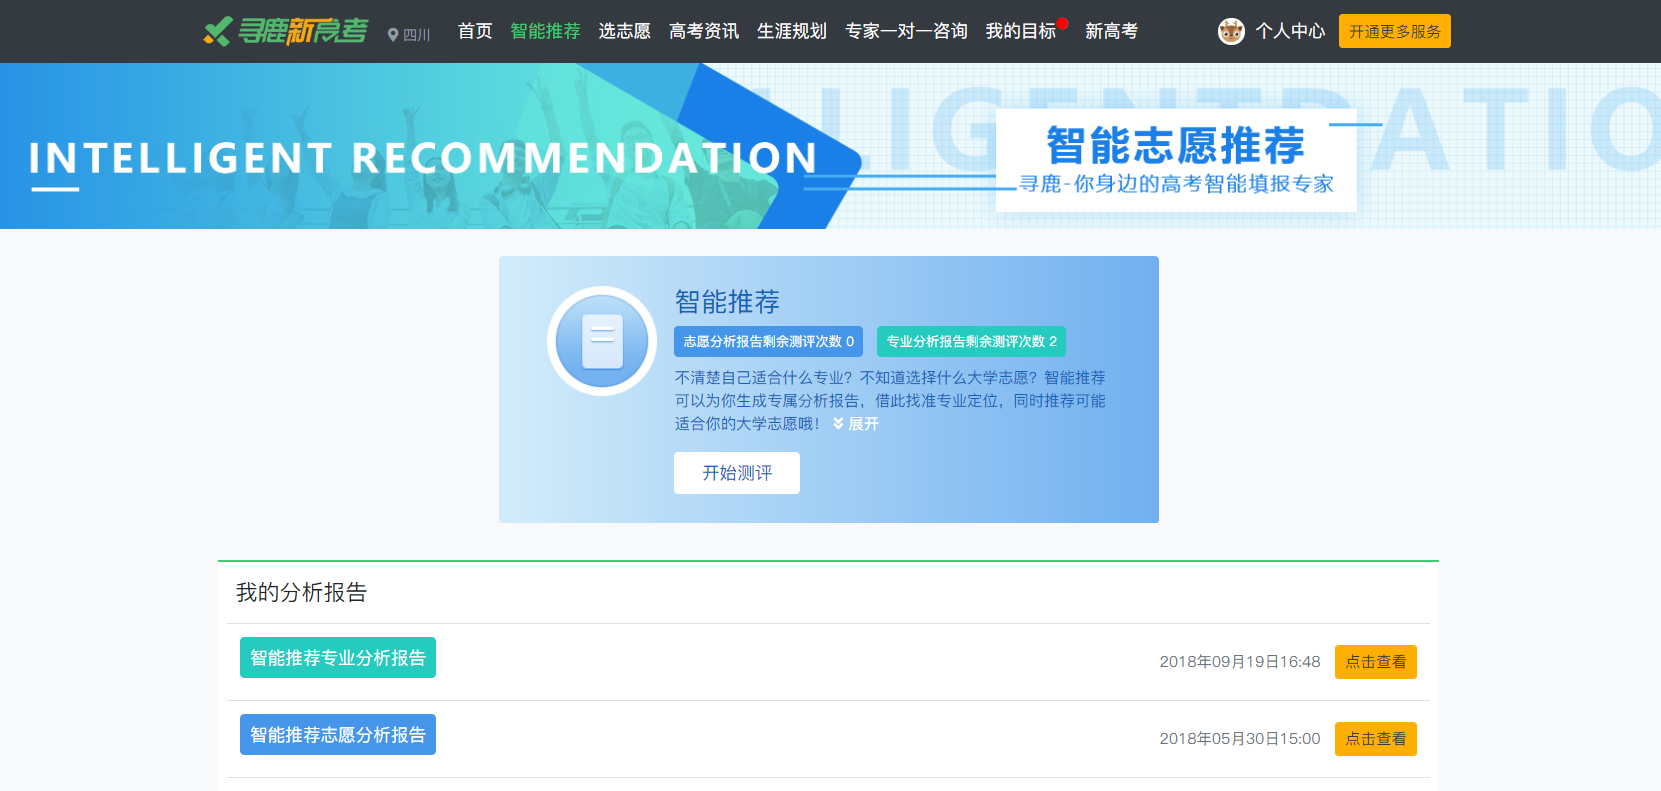 寻鹿新高考
四川
首页 智能推荐 选志愿 高考资讯 生涯规划 专家一对一咨询 我的目标 新高考
个人中心
开通更多服务
INTELLIGENT RECOMMENDATION
LLIGENTDATIO
智能志愿推荐
寻鹿-你身边的高考智能填报专家
智能推荐
志愿分析报告剩余测评次数 0
专业分析报告剩余测评次数 2
不清楚自己适合什么专业？不知道选择什么大学志愿？智能推荐
可以为你生成专属分析报告，借此找准专业定位，同时推荐可能
适合你的大学志愿哦！ 展开
开始测评
我的分析报告
智能推荐专业分析报告
2018年09月19日16:48
点击查看
智能推荐志愿分析报告
2018年05月30日15:00
点击查看